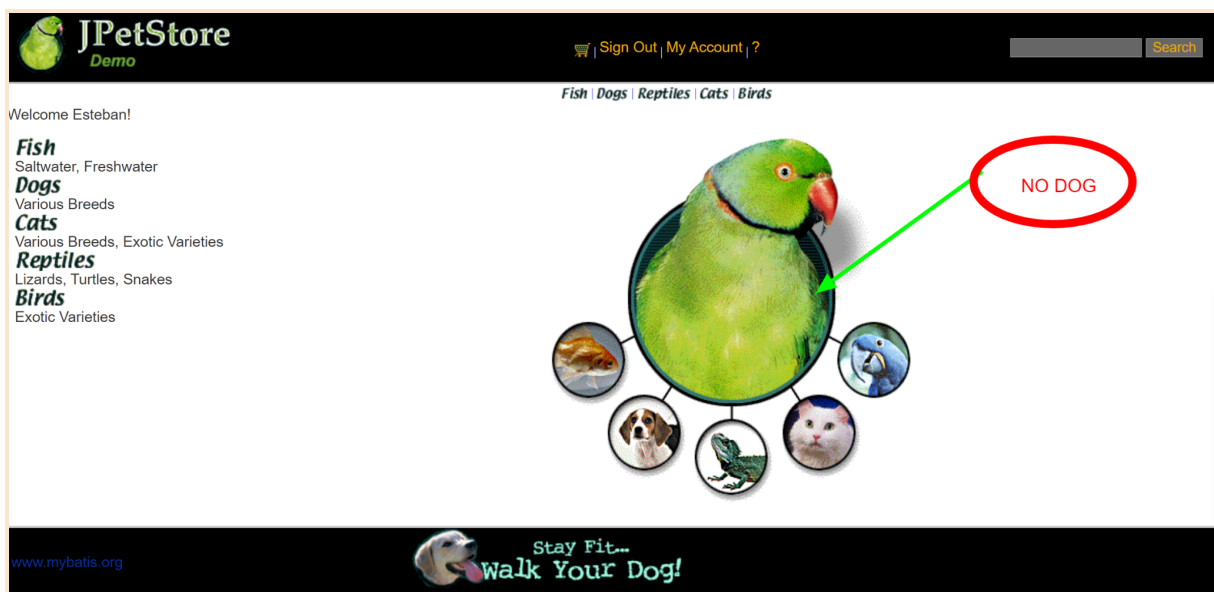 JPetStore
Demo
| Sign Out | My Account | ?
Search
Fish | Dogs | Reptiles | Cats | Birds
Welcome Esteban!
Fish
Saltwater, Freshwater
Dogs
Various Breeds
Cats
Various Breeds, Exotic Varieties
Reptiles
Lizards, Turtles, Snakes
Birds
Exotic Varieties
NO DOG
www.mybatis.org
Stay Fit...
Walk Your Dog!